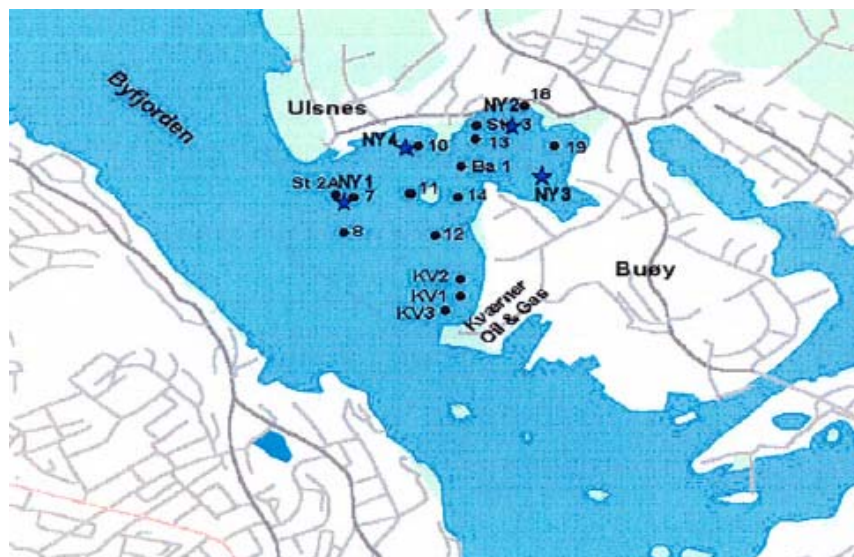 Byfjorden
Ulsnes
NY2
18
St 3
NY4
10
13
19
Ba 1
St 2A
NY1
7
11
14
NY3
8
12
KV2
Buøy
KV1
KV3
Kværner
Oil & Gas